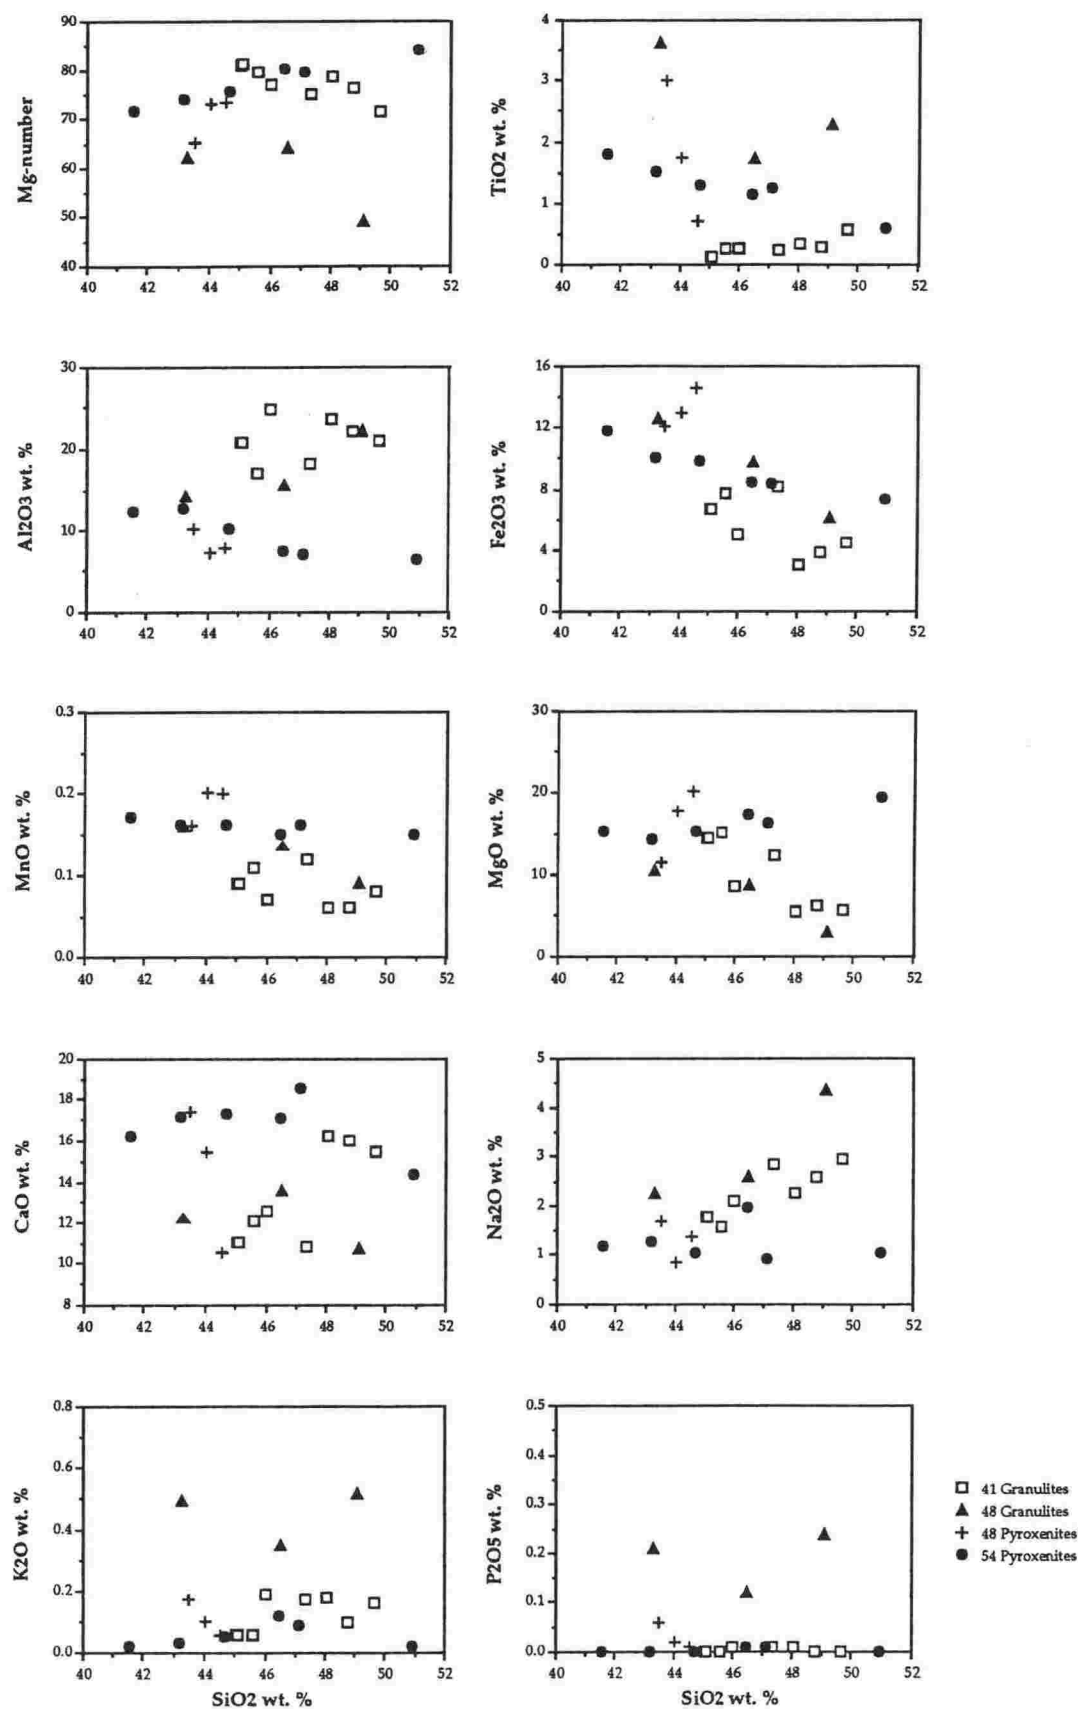 90
80
70
60
50
40
Mg-number
40 42 44 46 48 50 52
4
3
2
1
0
TiO2 wt. %
40 42 44 46 48 50 52
30
20
10
0
Al2O3 wt. %
40 42 44 46 48 50 52
16
12
8
4
0
Fe2O3 wt. %
40 42 44 46 48 50 52
0.3
0.2
0.1
0.0
MnO wt. %
40 42 44 46 48 50 52
30
20
10
0
MgO wt. %
40 42 44 46 48 50 52
20
18
16
14
12
10
8
CaO wt. %
40 42 44 46 48 50 52
5
4
3
2
1
0
Na2O wt. %
40 42 44 46 48 50 52
0.8
0.6
0.4
0.2
0.0
K2O wt. %
40 42 44 46 48 50 52
SiO2 wt. %
0.5
0.4
0.3
0.2
0.1
0.0
P2O5 wt. %
40 42 44 46 48 50 52
SiO2 wt. %
41 Granulites
48 Granulites
48 Pyroxenites
54 Pyroxenites